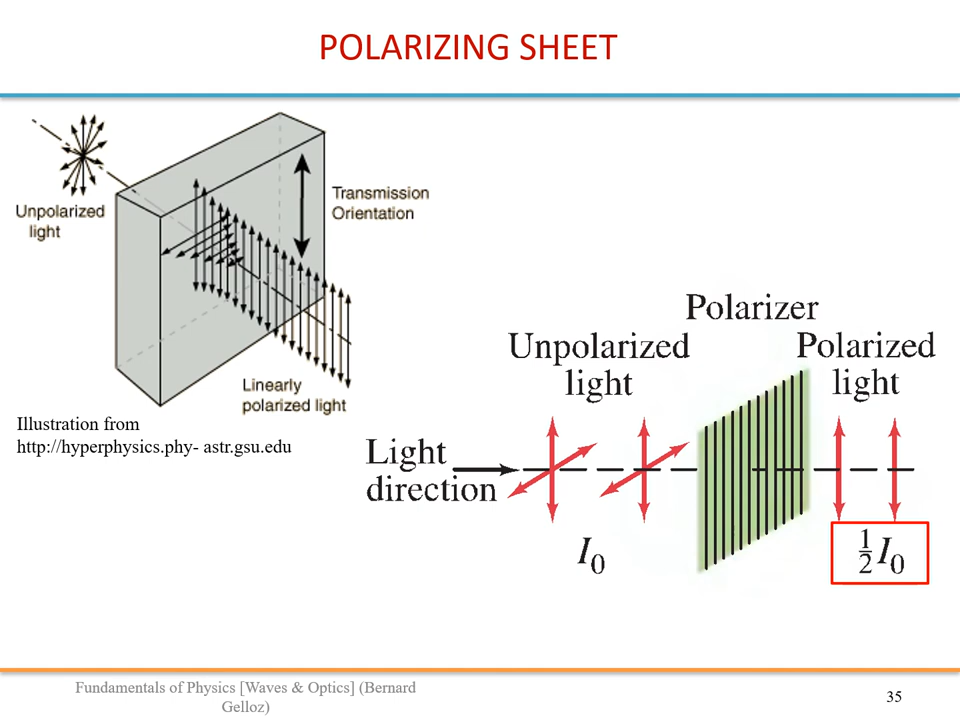 POLARIZING SHEET
Unpolarized
light
Transmission
Orientation
Linearly
polarized light
Illustration from
http://hyperphysics.phy- astr.gsu.edu
Polarizer
Unpolarized
light
Polarized
light
Light
direction
I₀
½ I₀
Fundamentals of Physics [Waves & Optics] (Bernard
Gelloz)
35